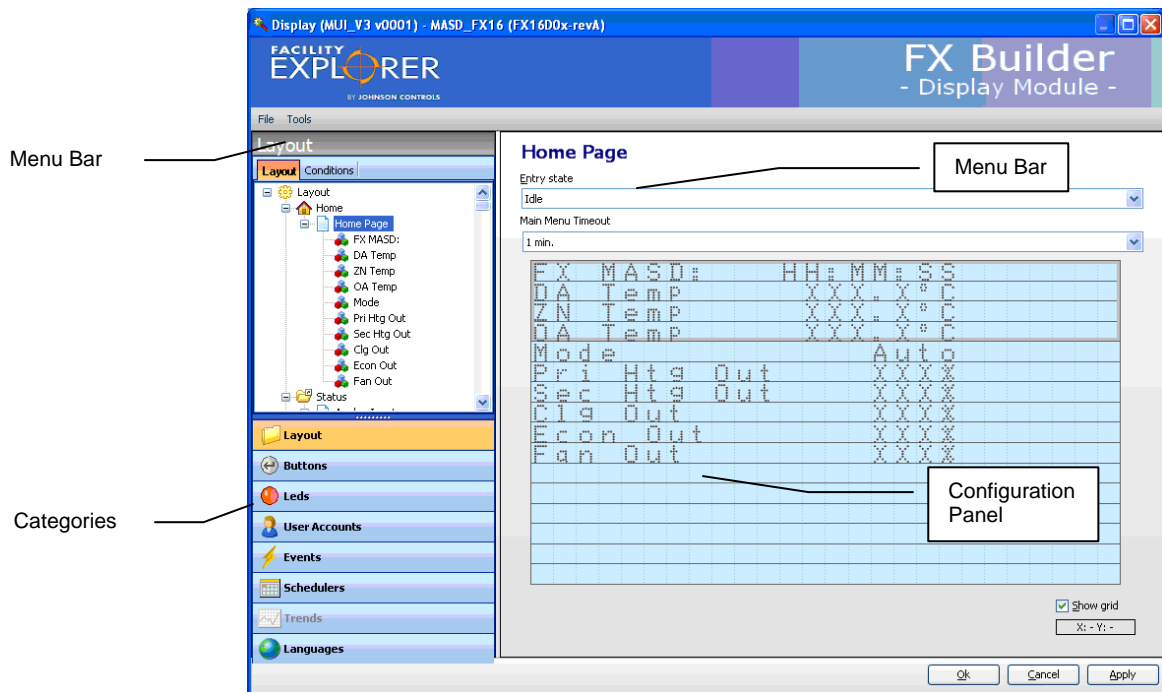 Display (MUI_V3 v0001) - MASD_FX16 (FX16D0x-revA)
FACILITY
EXPLORER
BY JOHNSON CONTROLS
FX Builder
- Display Module -
File Tools
Menu Bar
Layout
Layout Conditions
Layout
Home
Home Page
FX MASD:
DA Temp
ZN Temp
OA Temp
Mode
Pri Htg Out
Sec Htg Out
Clg Out
Econ Out
Fan Out
Status
Categories
Layout
Buttons
Leds
User Accounts
Events
Schedulers
Trends
Languages
Home Page
Menu Bar
Entry state
Idle
Main Menu Timeout
1 min.
FX MASD: HH:MM:SS
DA Temp XXX.X°C
ZN Temp XXX.X°C
OA Temp XXX.X°C
Mode Auto
Pri Htg Out XXX%
Sec Htg Out XXX%
Clg Out XXX%
Econ Out XXX%
Fan Out XXX%
Configuration
Panel
Show grid
X: - Y: -
Ok Cancel Apply